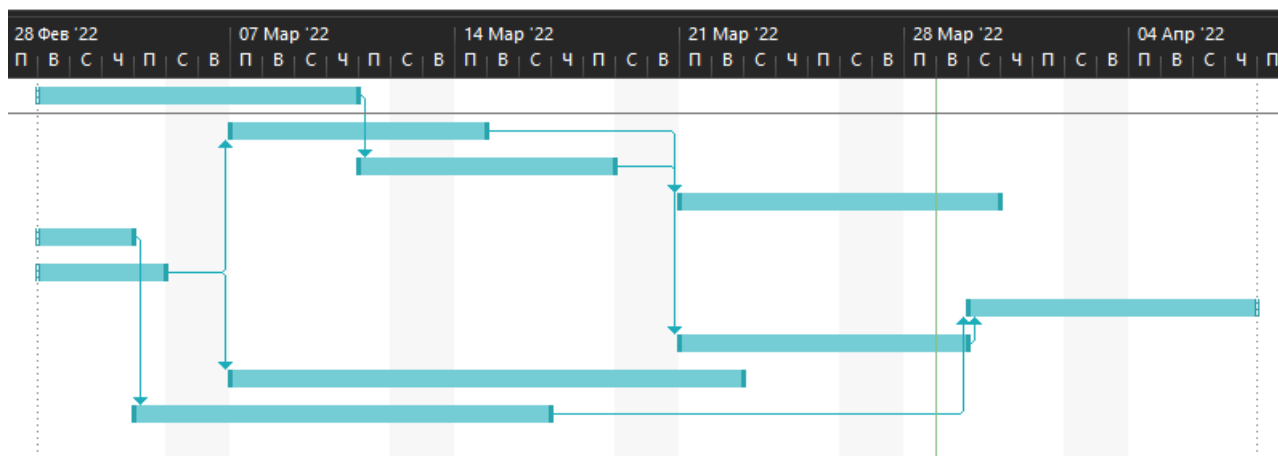 28 Фев '22 07 Мар '22 14 Мар '22 21 Мар '22 28 Мар '22 04 Апр '22
П В С Ч П С В П В С Ч П С В П В С Ч П С В П В С Ч П С В П В С Ч П С В П В С Ч П